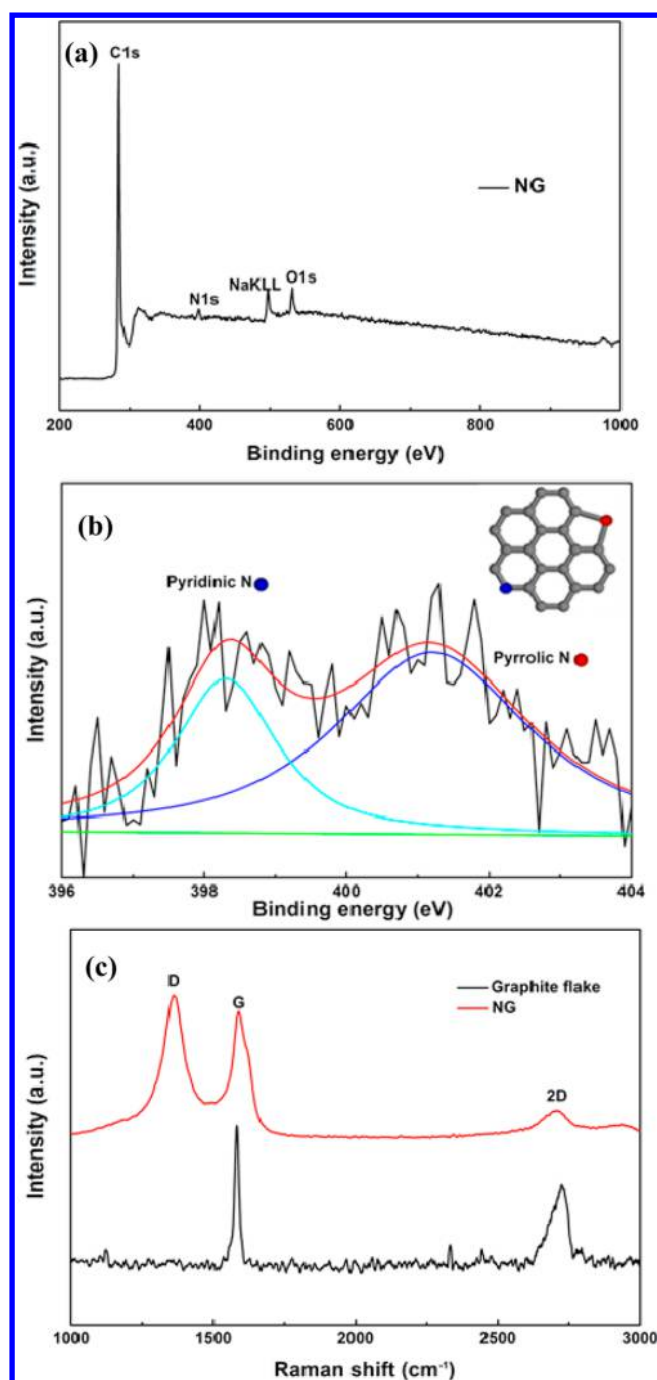 (a)
C1s
NG
N1s
NaKLL
O1s
Intensity (a.u.)
200
400
600
800
1000
Binding energy (eV)
(b)
Pyridinic N
Pyrrolic N
Intensity (a.u.)
396
398
400
402
404
Binding energy (eV)
(c)
D
G
Graphite flake
NG
2D
Intensity (a.u.)
1000
1500
2000
2500
3000
Raman shift (cm⁻¹)